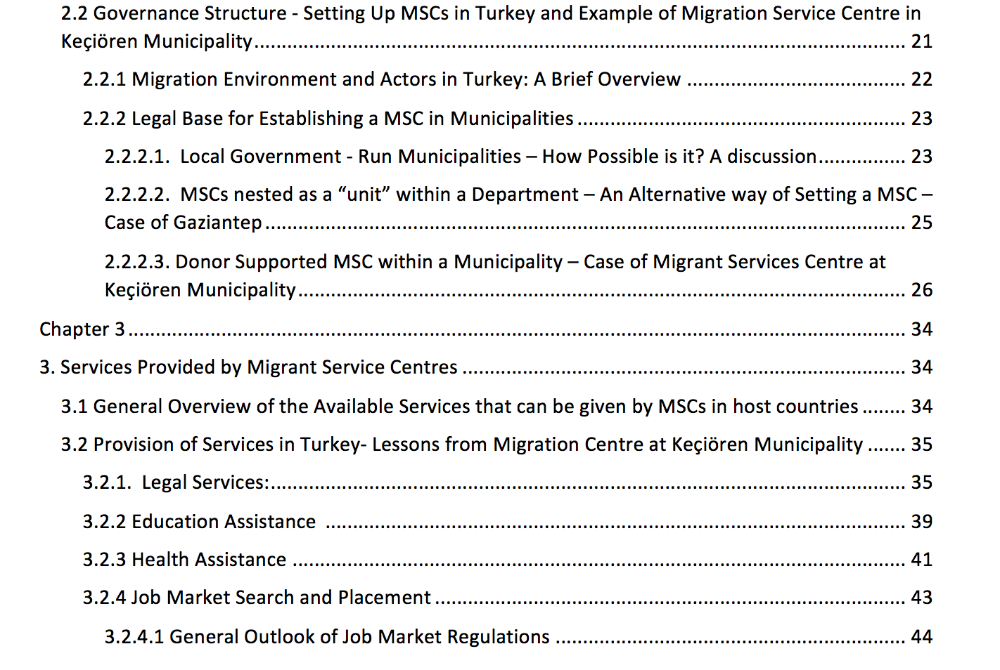 2.2 Governance Structure - Setting Up MSCs in Turkey and Example of Migration Service Centre in
Keçiören Municipality........................................................................................................................ 21
2.2.1 Migration Environment and Actors in Turkey: A Brief Overview ........................................ 22
2.2.2 Legal Base for Establishing a MSC in Municipalities ............................................................ 23
2.2.2.1.  Local Government - Run Municipalities – How Possible is it? A discussion................ 23
2.2.2.2.  MSCs nested as a “unit” within a Department – An Alternative way of Setting a MSC –
Case of Gaziantep ..................................................................................................................... 25
2.2.2.3. Donor Supported MSC within a Municipality – Case of Migrant Services Centre at
Keçiören Municipality............................................................................................................... 26
Chapter 3 .............................................................................................................................................. 34
3. Services Provided by Migrant Service Centres ................................................................................. 34
3.1 General Overview of the Available Services that can be given by MSCs in host countries ........ 34
3.2 Provision of Services in Turkey- Lessons from Migration Centre at Keçiören Municipality ....... 35
3.2.1.  Legal Services:.................................................................................................................... 35
3.2.2 Education Assistance .......................................................................................................... 39
3.2.3 Health Assistance ................................................................................................................ 41
3.2.4 Job Market Search and Placement ...................................................................................... 43
3.2.4.1 General Outlook of Job Market Regulations ................................................................ 44